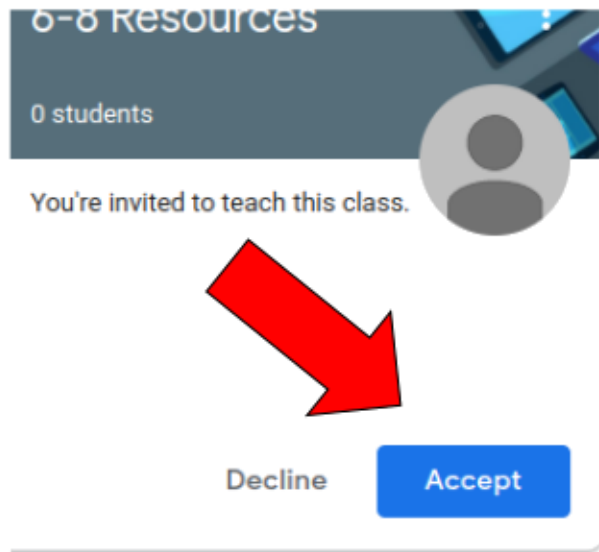 6-8 Resources
0 students
You're invited to teach this class.
Decline
Accept